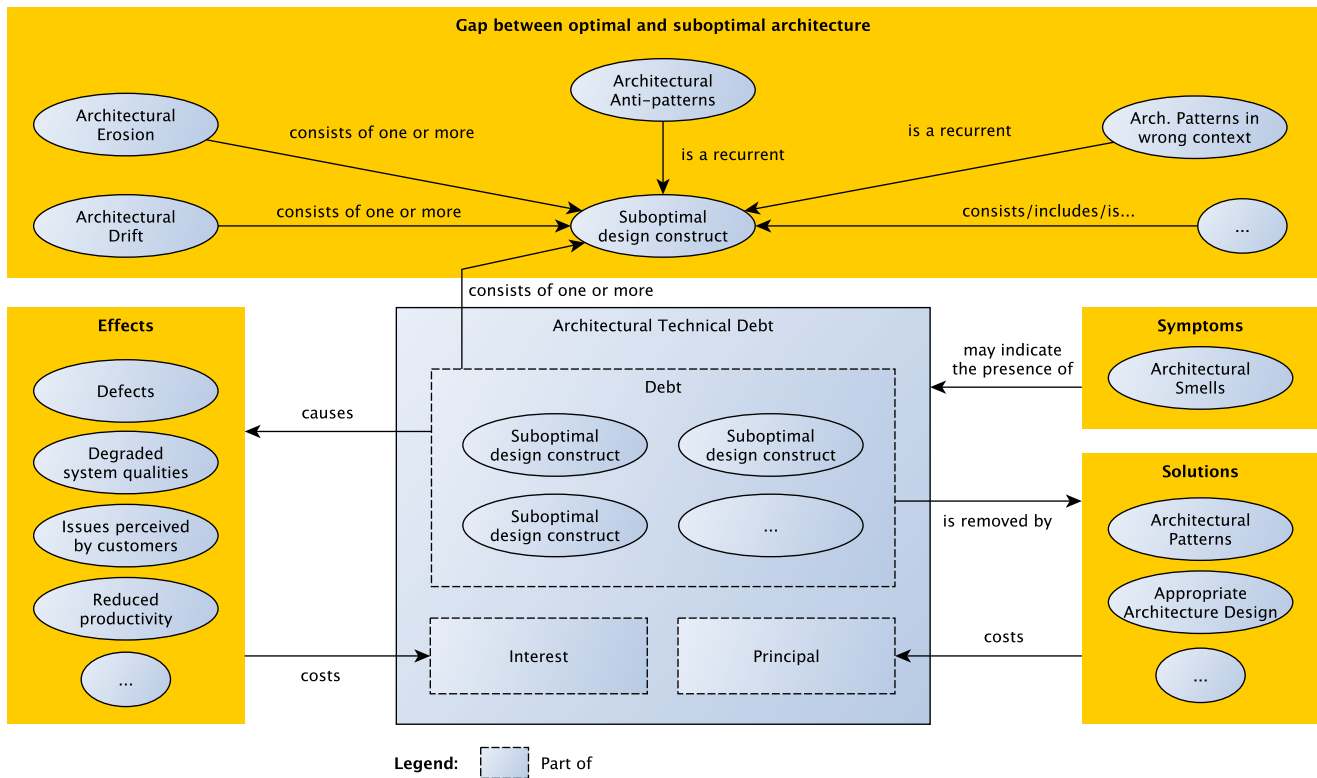 Gap between optimal and suboptimal architecture
Architectural
Anti-patterns
Architectural
Erosion
consists of one or more
is a recurrent
is a recurrent
Arch. Patterns in
wrong context
Architectural
Drift
consists of one or more
Suboptimal
design construct
consists/includes/is...
...
consists of one or more
Effects
Defects
Degraded
system qualities
Issues perceived
by customers
Reduced
productivity
...
causes
costs
Architectural Technical Debt
Debt
Suboptimal
design construct
Suboptimal
design construct
Suboptimal
design construct
...
Interest
Principal
may indicate
the presence of
is removed by
costs
Symptoms
Architectural
Smells
Solutions
Architectural
Patterns
Appropriate
Architecture Design
...
Legend:
Part of